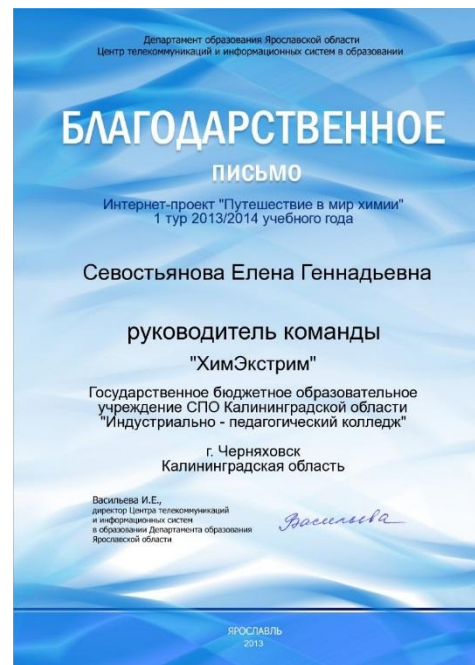 Департамент образования Ярославской области
Центр телекоммуникаций и информационных систем в образовании
БЛАГОДАРСТВЕННОЕ
ПИСЬМО
Интернет-проект "Путешествие в мир химии"
1 тур 2013/2014 учебного года
Севостьянова Елена Геннадьевна
руководитель команды
"ХимЭкстрим"
Государственное бюджетное образовательное
учреждение СПО Калининградской области
"Индустриально - педагогический колледж"
г. Черняховск
Калининградская область
Васильева И.Е.,
директор Центра телекоммуникаций
и информационных систем
в образовании Департамента образования
Ярославской области
Васильева
ЯРОСЛАВЛЬ
2013